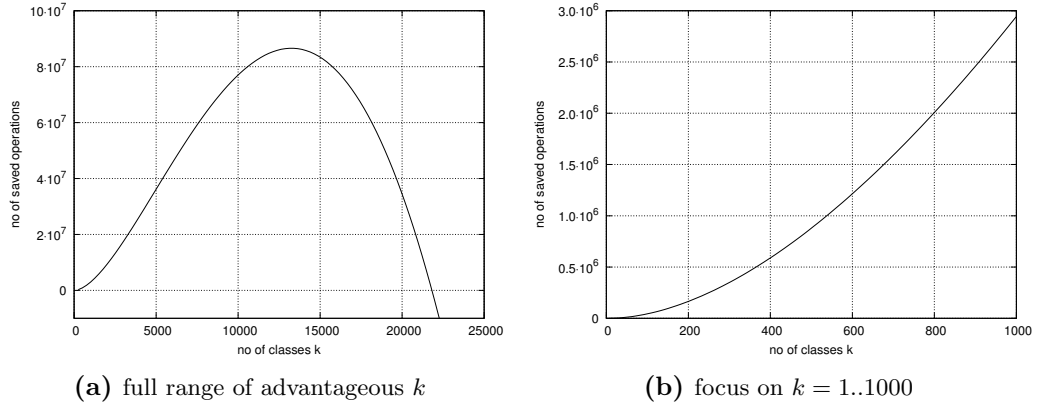 10·10⁷
8·10⁷
6·10⁷
4·10⁷
2·10⁷
0
no of saved operations
0 5000 10000 15000 20000 25000
no of classes k
(a) full range of advantageous k
3.0·10⁶
2.5·10⁶
2.0·10⁶
1.5·10⁶
1.0·10⁶
0.5·10⁶
0
no of saved operations
0 200 400 600 800 1000
no of classes k
(b) focus on k = 1..1000